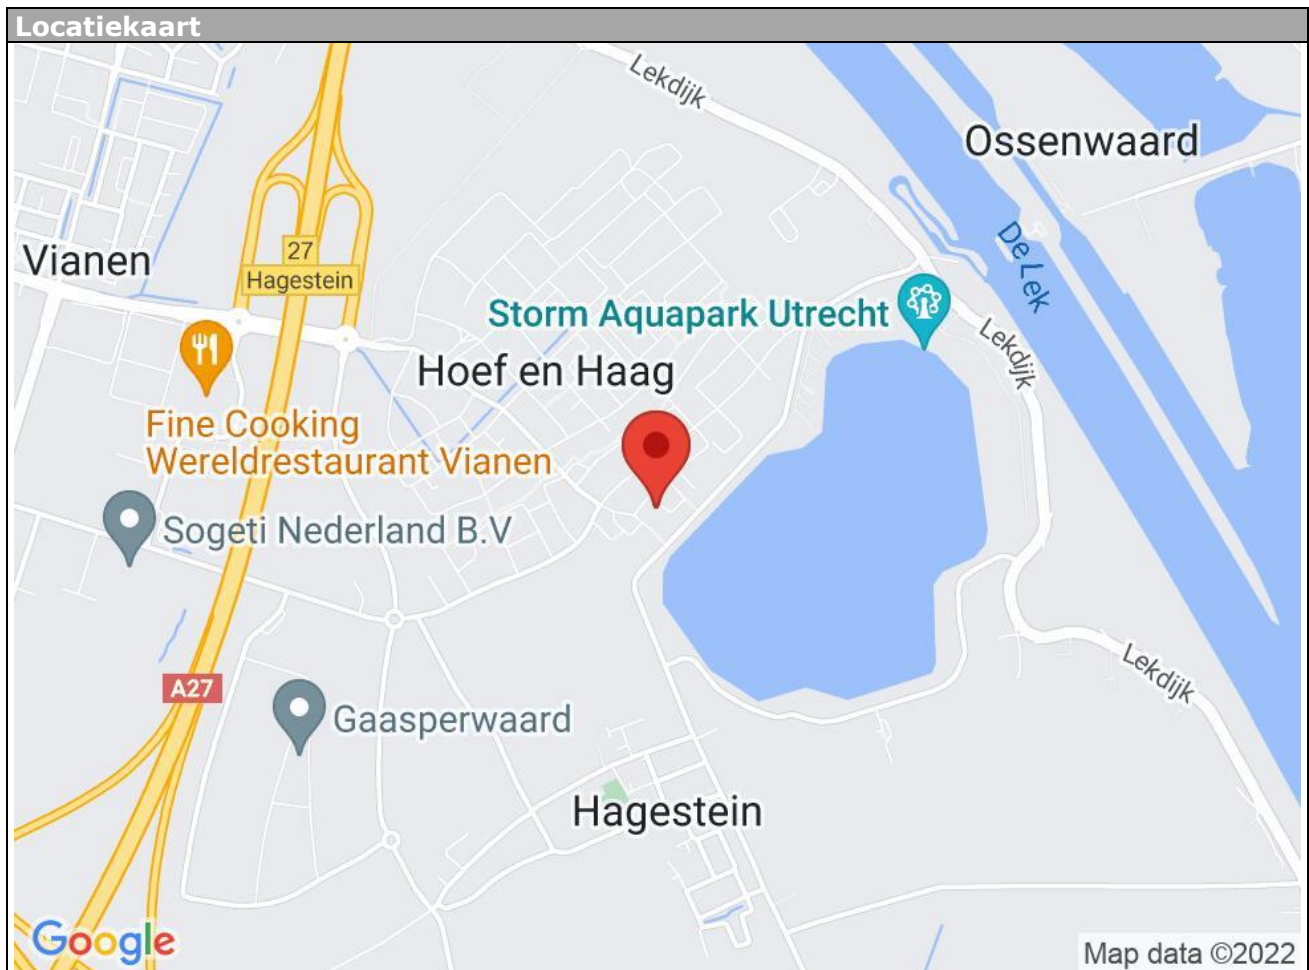 Locatiekaart
Lekdijk
Ossenwaard
Vianen
27
Hagestein
De Lek
Storm Aquapark Utrecht
Lekdijk
Hoef en Haag
Fine Cooking
Wereldrestaurant Vianen
Sogeti Nederland B.V
A27
Lekdijk
Gaasperwaard
Hagestein
Google
Map data ©2022